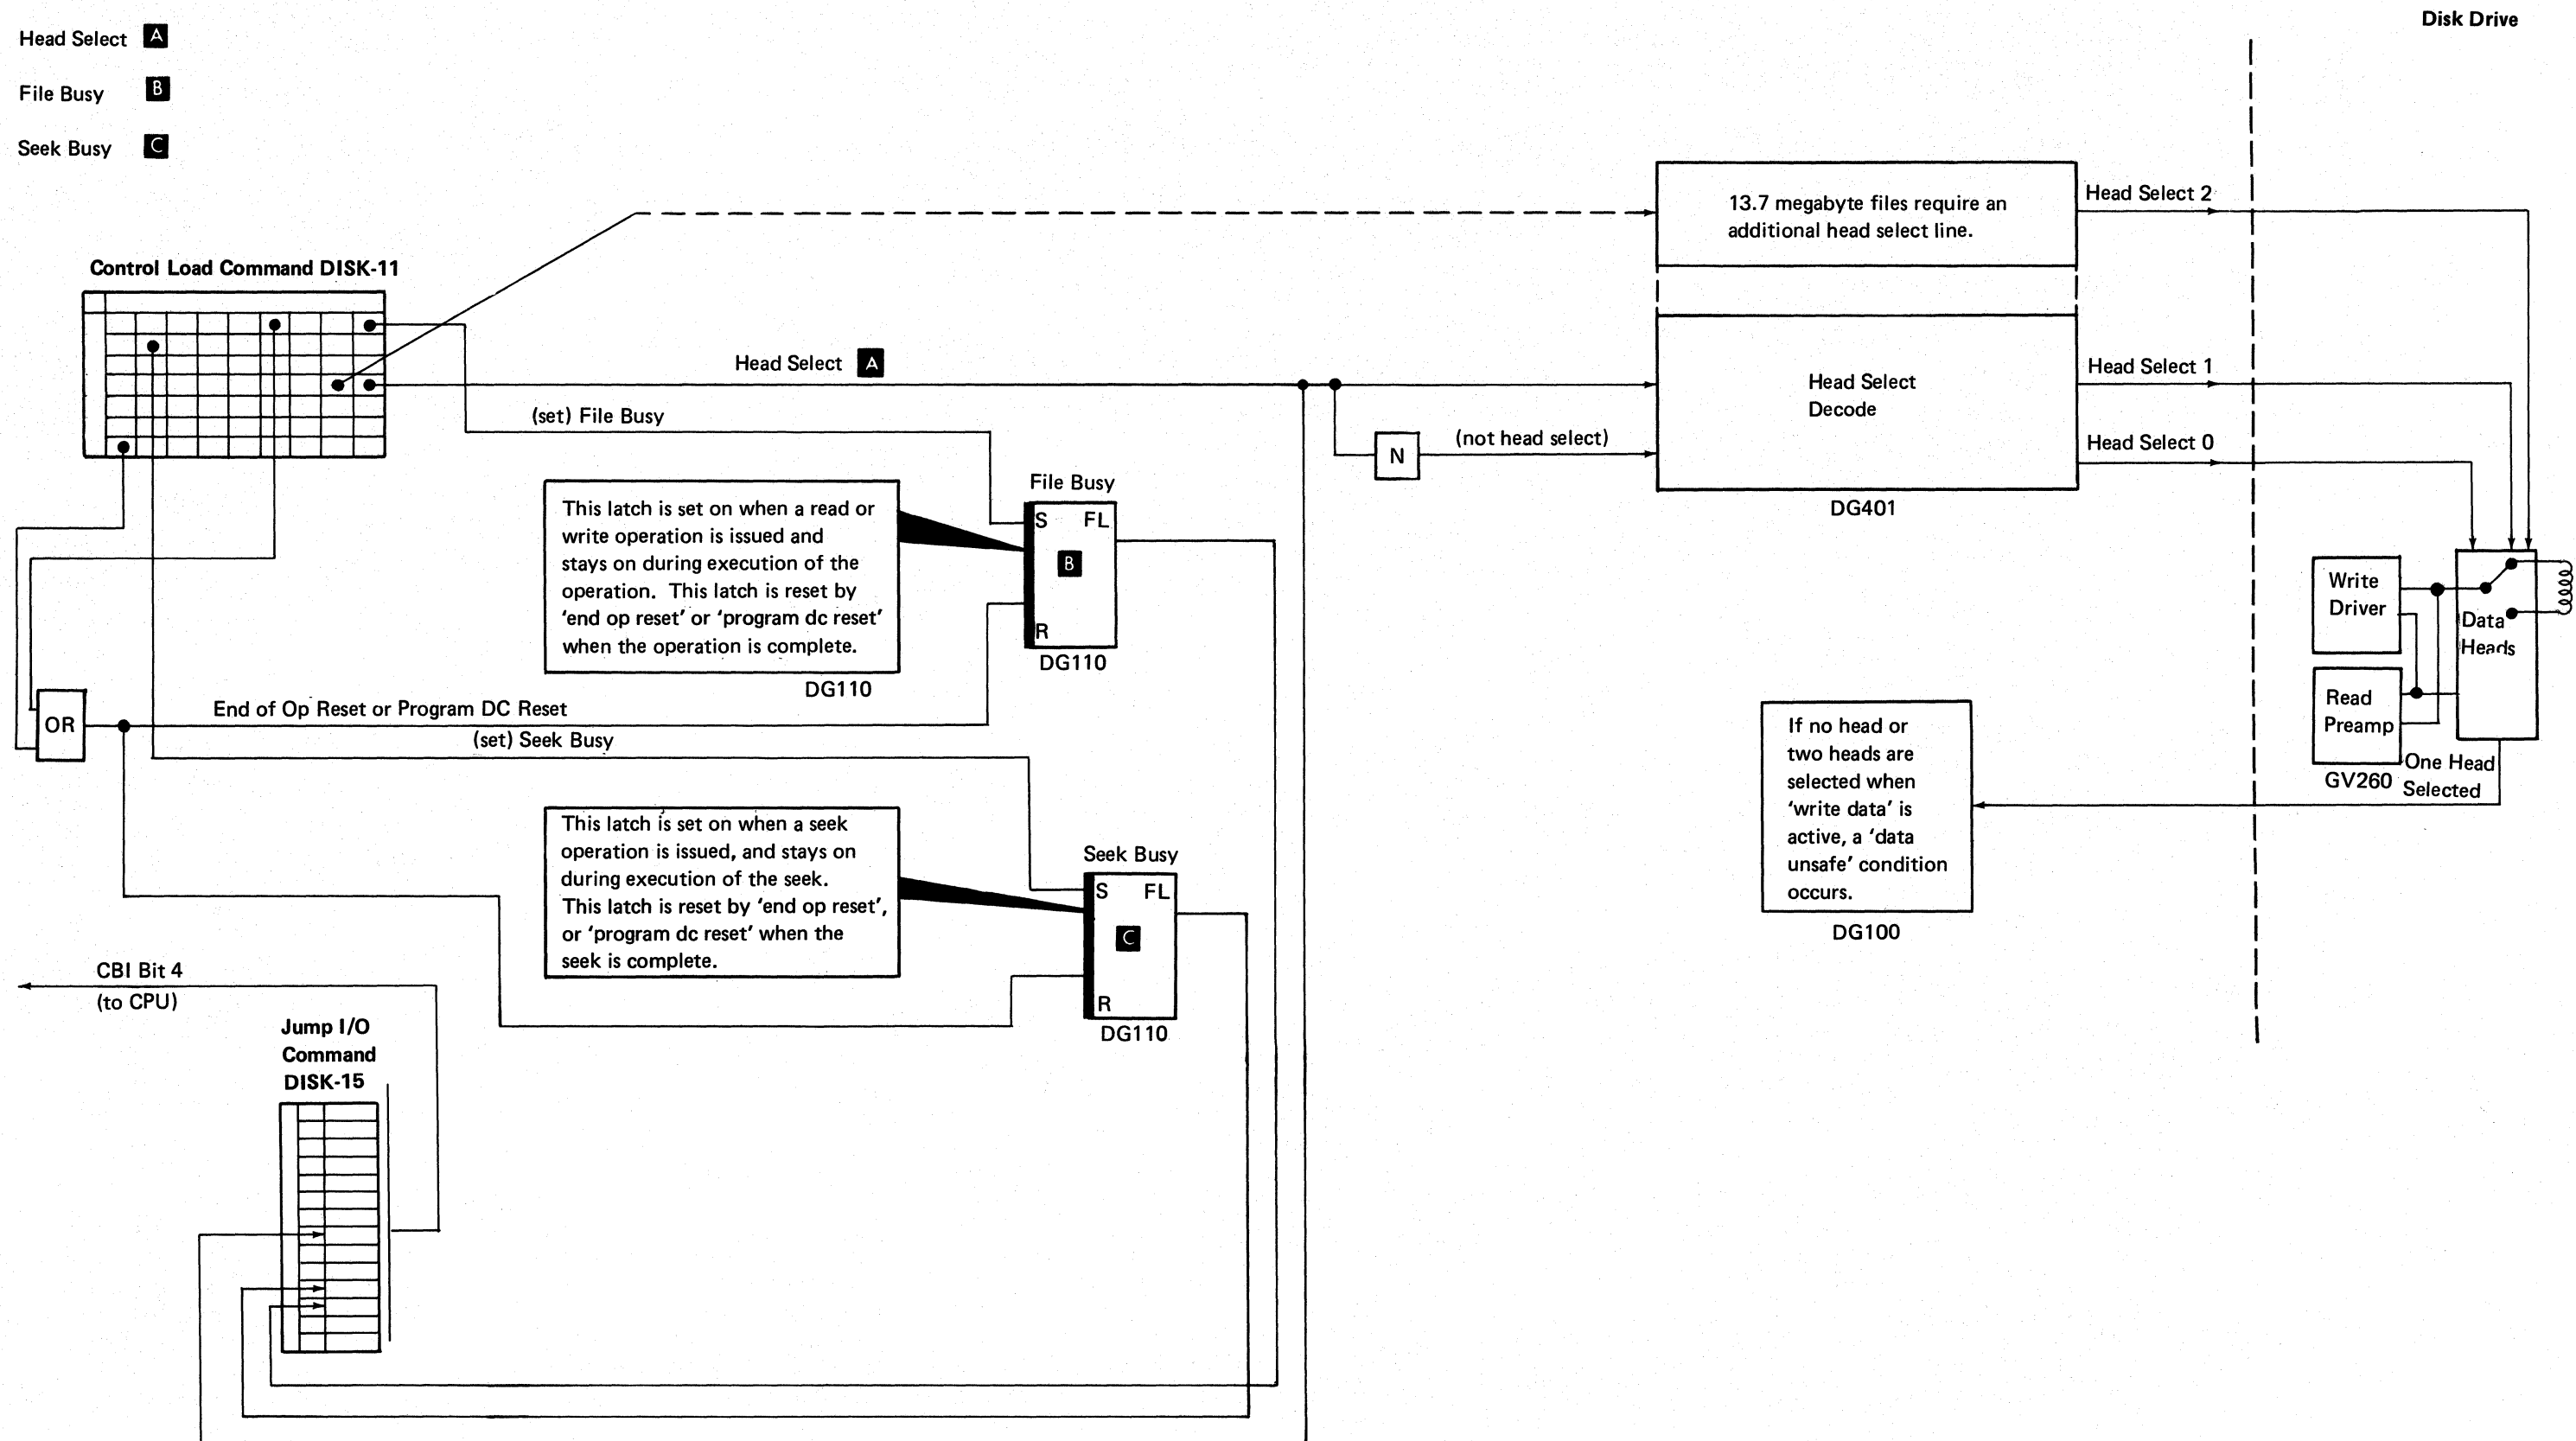 Disk Drive
Head Select A
File Busy B
Seek Busy C
13.7 megabyte files require an
additional head select line.
Head Select 2
Control Load Command DISK-11
Head Select A
Head Select
Decode
Head Select 1
(set) File Busy
N
(not head select)
Head Select 0
DG401
This latch is set on when a read or
write operation is issued and
stays on during execution of the
operation. This latch is reset by
'end op reset' or 'program dc reset'
when the operation is complete.
DG110
File Busy
S FL
B
R
DG110
Write
Driver
Data
Heads
Read
Preamp
GV260
One Head
Selected
OR
End of Op Reset or Program DC Reset
(set) Seek Busy
If no head or
two heads are
selected when
'write data' is
active, a 'data
unsafe' condition
occurs.
DG100
This latch is set on when a seek
operation is issued, and stays on
during execution of the seek.
This latch is reset by 'end op reset',
or 'program dc reset' when the
seek is complete.
Seek Busy
S FL
C
R
DG110
CBI Bit 4
(to CPU)
Jump I/O
Command
DISK-15